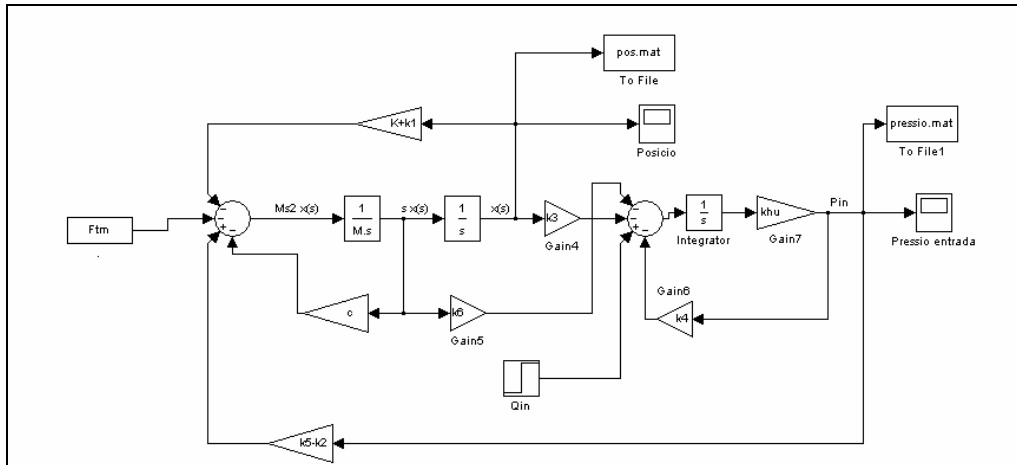 pos.mat
To File
K+k1
Posicio
pressio.mat
To File1
Ms2 x(s)
1
M.s
s x(s)
1
s
x(s)
k3
Gain4
1
s
Integrator
khu
Gain7
Pin
Pressio entrada
Ftm
.
c
k6
Gain5
Gain6
k4
Qin
k5-k2